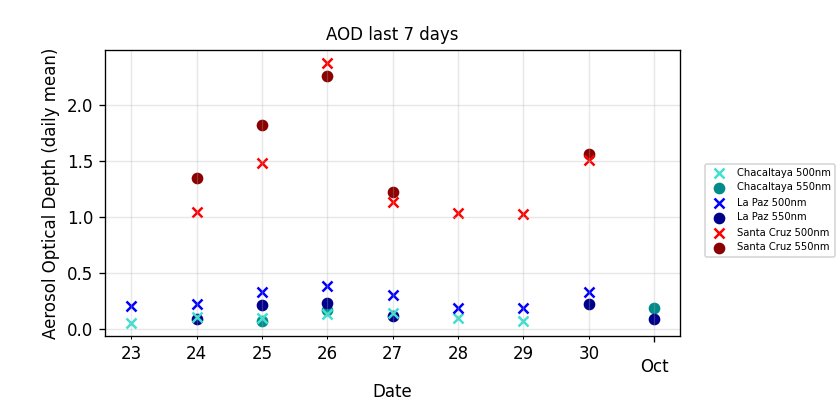 AOD last 7 days
Aerosol Optical Depth (daily mean)
2.0
1.5
1.0
0.5
0.0
23 24 25 26 27 28 29 30 Oct
Date
Chacaltaya 500nm
Chacaltaya 550nm
La Paz 500nm
La Paz 550nm
Santa Cruz 500nm
Santa Cruz 550nm